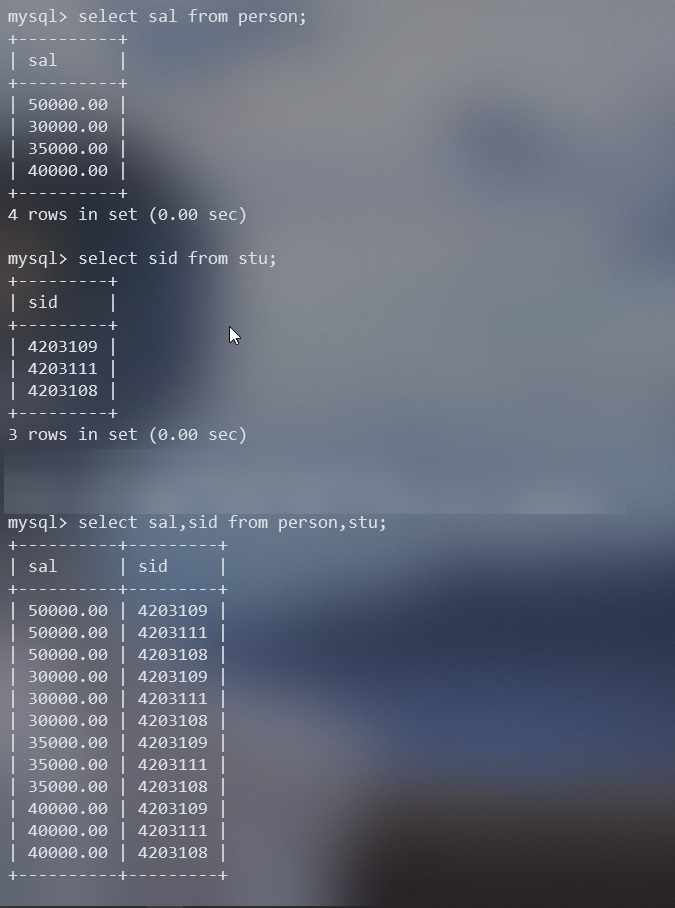 mysql> select sal from person;
+----------+
| sal      |
+----------+
| 50000.00 |
| 30000.00 |
| 35000.00 |
| 40000.00 |
+----------+
4 rows in set (0.00 sec)
mysql> select sid from stu;
+---------+
| sid     |
+---------+
| 4203109 |
| 4203111 |
| 4203108 |
+---------+
3 rows in set (0.00 sec)
mysql> select sal,sid from person,stu;
+----------+---------+
| sal      | sid     |
+----------+---------+
| 50000.00 | 4203109 |
| 50000.00 | 4203111 |
| 50000.00 | 4203108 |
| 30000.00 | 4203109 |
| 30000.00 | 4203111 |
| 30000.00 | 4203108 |
| 35000.00 | 4203109 |
| 35000.00 | 4203111 |
| 35000.00 | 4203108 |
| 40000.00 | 4203109 |
| 40000.00 | 4203111 |
| 40000.00 | 4203108 |
+----------+---------+